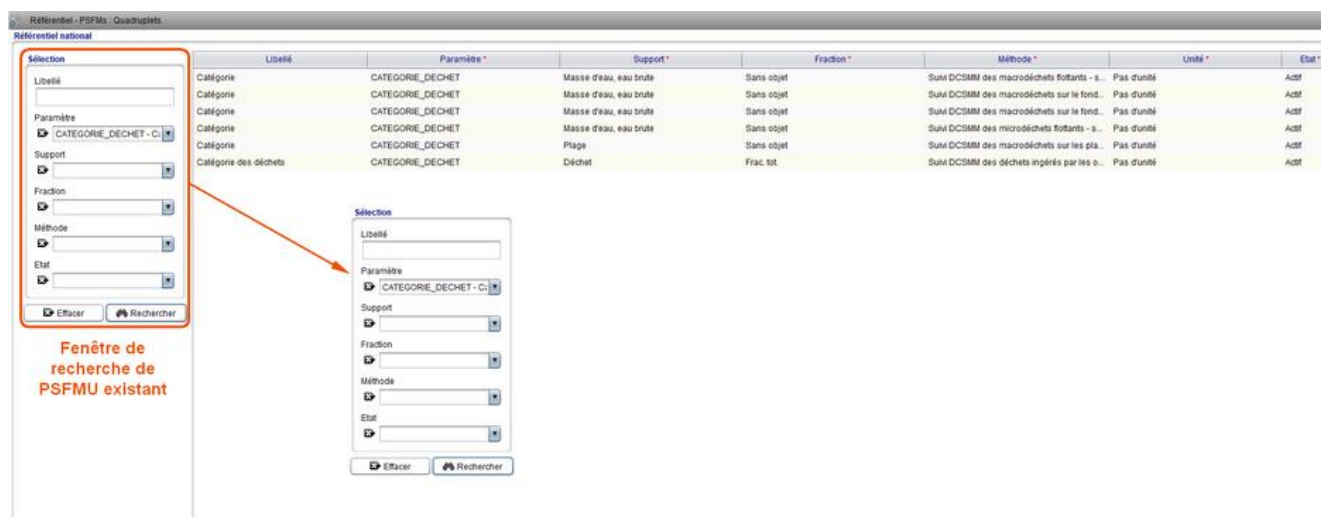 Référentiel - PSFMs : Quadruplets
Référentiel national
Sélection
Libellé
Paramètre
CATEGORIE_DECHET - Ca
Support
Fraction
Méthode
Etat
Effacer Rechercher
Fenêtre de
recherche de
PSFMU existant
Libellé Paramètre * Support * Fraction * Méthode * Unité * Etat *
Catégorie CATEGORIE_DECHET Masse d'eau, eau brute Sans objet Suivi DCSMM des macrodéchets flottants - s... Pas d'unité Actif
Catégorie CATEGORIE_DECHET Masse d'eau, eau brute Sans objet Suivi DCSMM des macrodéchets sur le fond... Pas d'unité Actif
Catégorie CATEGORIE_DECHET Masse d'eau, eau brute Sans objet Suivi DCSMM des macrodéchets sur le fond... Pas d'unité Actif
Catégorie CATEGORIE_DECHET Masse d'eau, eau brute Sans objet Suivi DCSMM des microdéchets flottants - s... Pas d'unité Actif
Catégorie CATEGORIE_DECHET Plage Sans objet Suivi DCSMM des macrodéchets sur les pla... Pas d'unité Actif
Catégorie des déchets CATEGORIE_DECHET Déchet Frac. tot. Suivi DCSMM des déchets ingérés par les o... Pas d'unité Actif
Sélection
Libellé
Paramètre
CATEGORIE_DECHET - Ca
Support
Fraction
Méthode
Etat
Effacer Rechercher